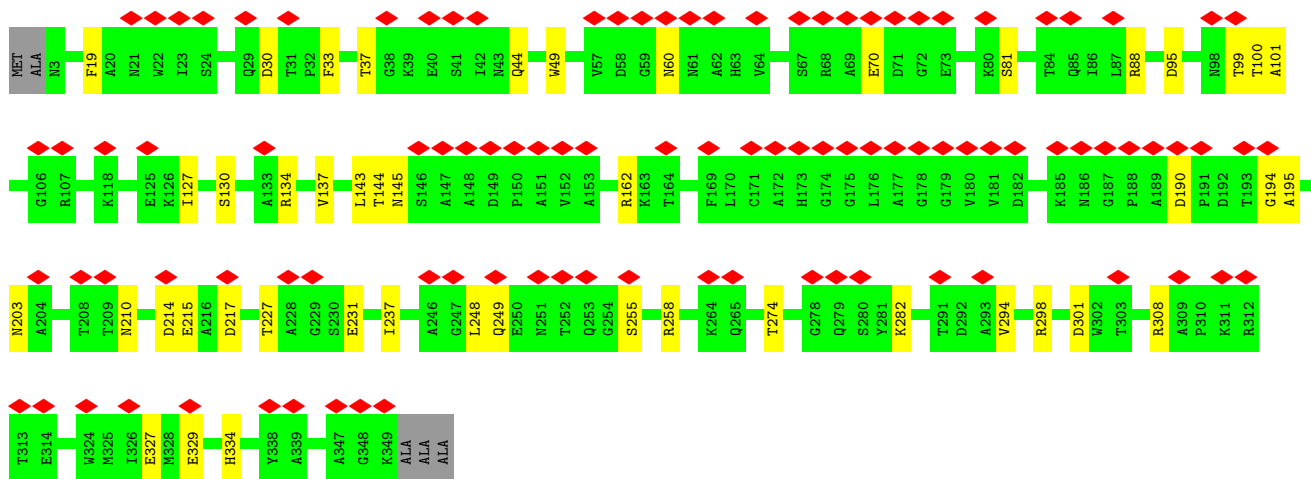 MET ALA N3 F19 A20 N21 W22 I23 S24 Q29 D30 T31 P32 F33 T37 G38 K39 E40 S41 I42 N43 Q44 W49 V57 D58 G59 N60 N61 A62 H63 V64 S67 R68 A69 E70 D71 G72 E73 K80 S81 T84 Q85 I86 L87 R88 D95 N98 T99 T100 A101
G106 R107 K118 E125 K126 I127 S130 A133 R134 V137 L143 T144 N145 S146 A147 A148 D149 P150 A151 V152 A153 R162 K163 T164 F169 L170 C171 A172 H173 G174 G175 L176 A177 G178 G179 V180 V181 D182 K185 N186 G187 P188 A189 D190 P191 D192 T193 G194 A195
N203 A204 T208 T209 N210 D214 E215 A216 D217 T227 A228 G229 S230 E231 I237 A246 G247 L248 Q249 E250 N251 T252 Q253 G254 S255 R258 K264 Q265 T274 G278 Q279 S280 Y281 K282 T291 D292 A293 V294 R298 D301 W302 T303 R308 A309 P310 K311 R312
T313 E314 W324 M325 I326 E327 M328 E329 H334 Y338 A339 A347 G348 K349 ALA ALA ALA